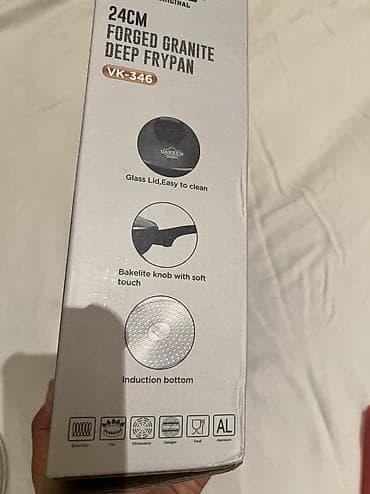 ORIGINAL
24CM
FORGED GRANITE
DEEP FRYPAN
VK-346
Glass Lid,Easy to clean
Bakelite knob with soft
touch
Induction bottom
AL